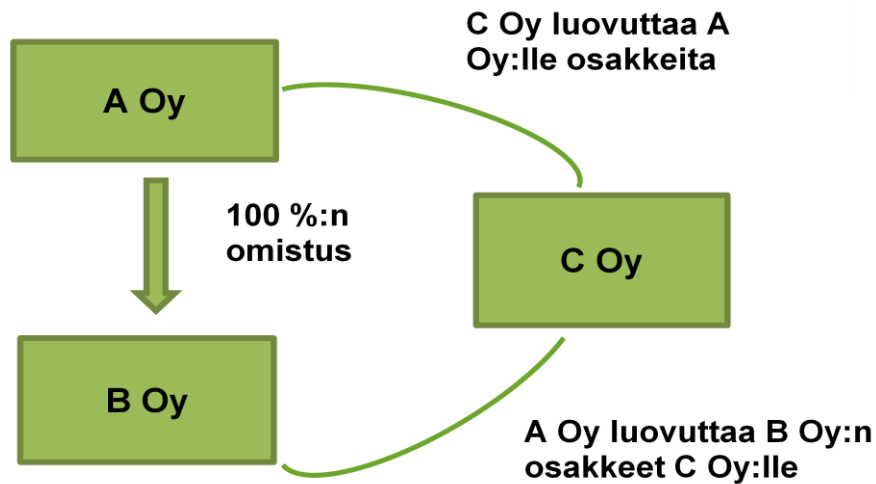 C Oy luovuttaa A
Oy:lle osakkeita
A Oy
100 %:n
omistus
C Oy
B Oy
A Oy luovuttaa B Oy:n
osakkeet C Oy:lle